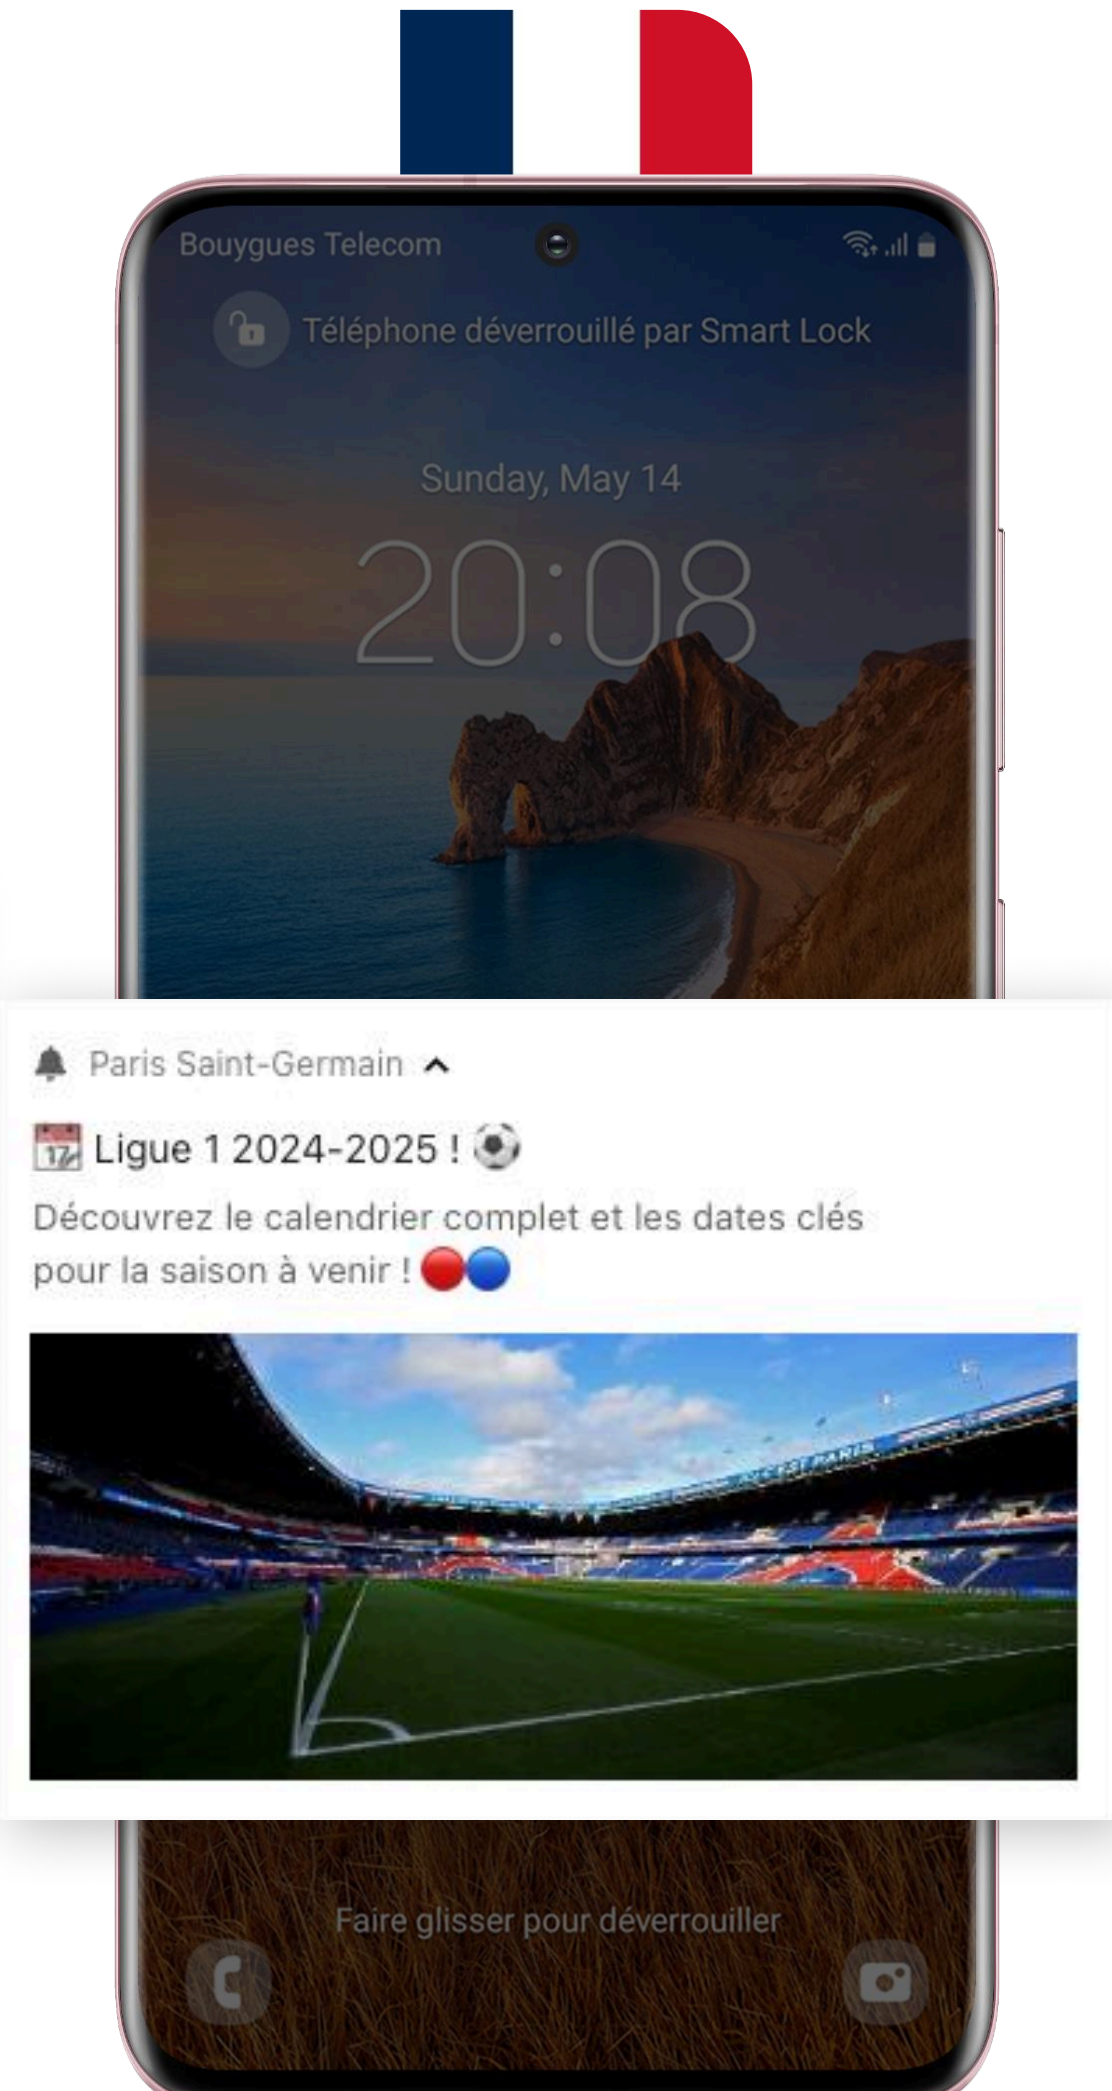 Bouygues Telecom
Téléphone déverrouillé par Smart Lock
Sunday, May 14
20:08
Paris Saint-Germain
📅 Ligue 1 2024-2025 ! ⚽
Découvrez le calendrier complet et les dates clés
pour la saison à venir ! 🔴🔵
Faire glisser pour déverrouiller